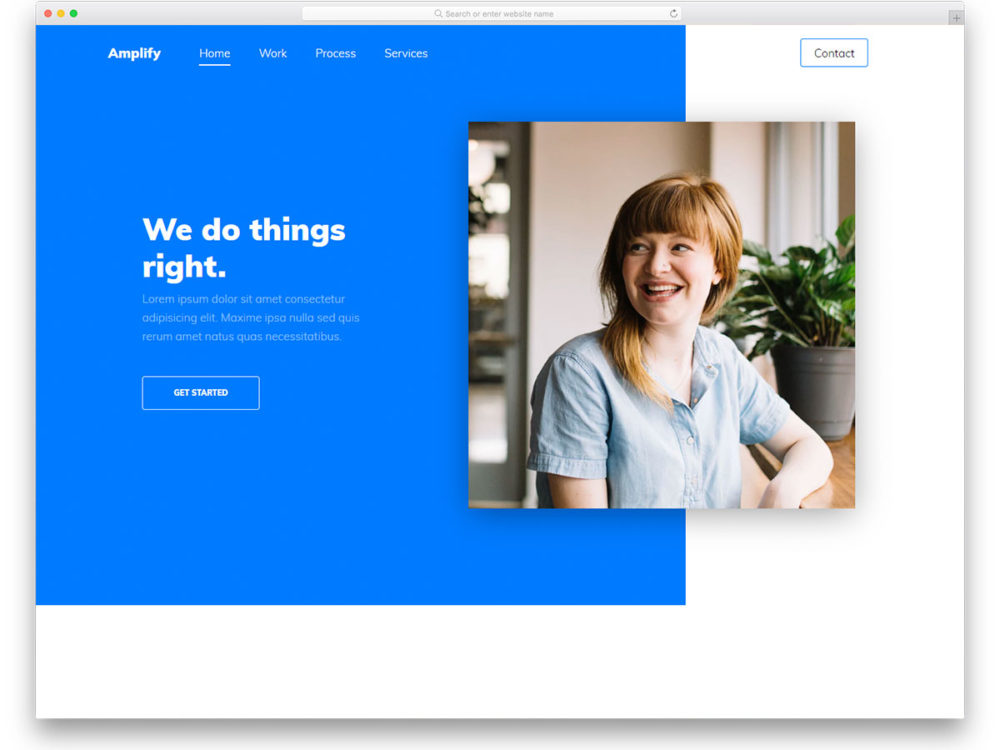 Search or enter website name
Amplify Home Work Process Services Contact
We do things
right.
Lorem ipsum dolor sit amet consectetur
adipisicing elit. Maxime ipsa nulla sed quis
rerum amet natus quas necessitatibus.
GET STARTED